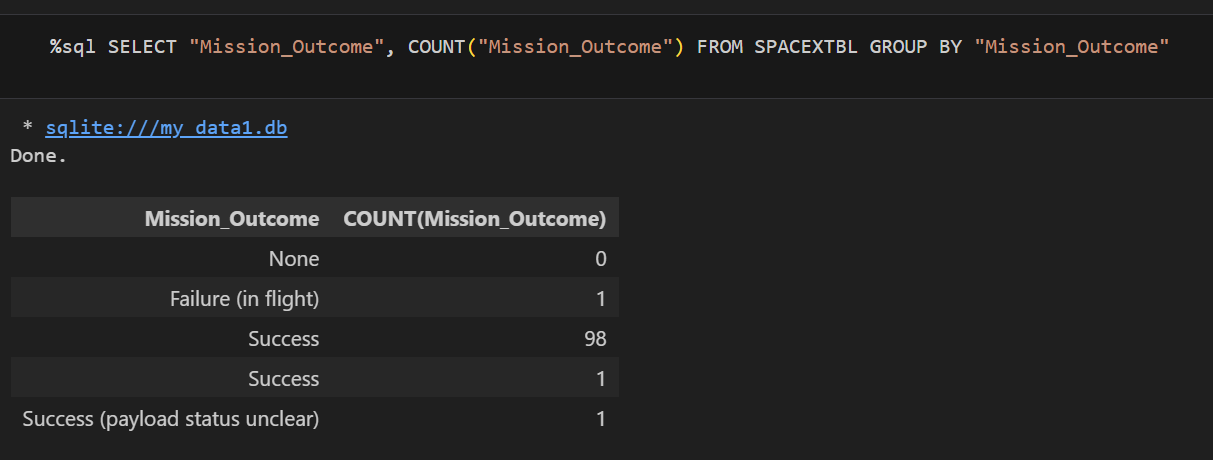 %sql SELECT "Mission_Outcome", COUNT("Mission_Outcome") FROM SPACEXTBL GROUP BY "Mission_Outcome"
* sqlite:///my_data1.db
Done.
Mission_Outcome COUNT(Mission_Outcome)
None 0
Failure (in flight) 1
Success 98
Success 1
Success (payload status unclear) 1